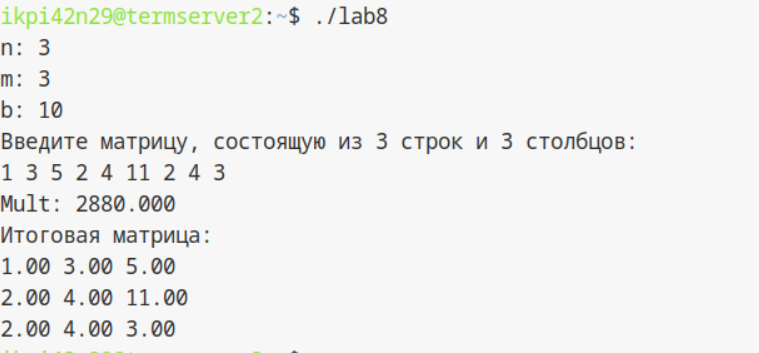 ikpi42n29@termserver2:~$ ./lab8
n: 3
m: 3
b: 10
Введите матрицу, состоящую из 3 строк и 3 столбцов:
1 3 5 2 4 11 2 4 3
Mult: 2880.000
Итоговая матрица:
1.00 3.00 5.00
2.00 4.00 11.00
2.00 4.00 3.00